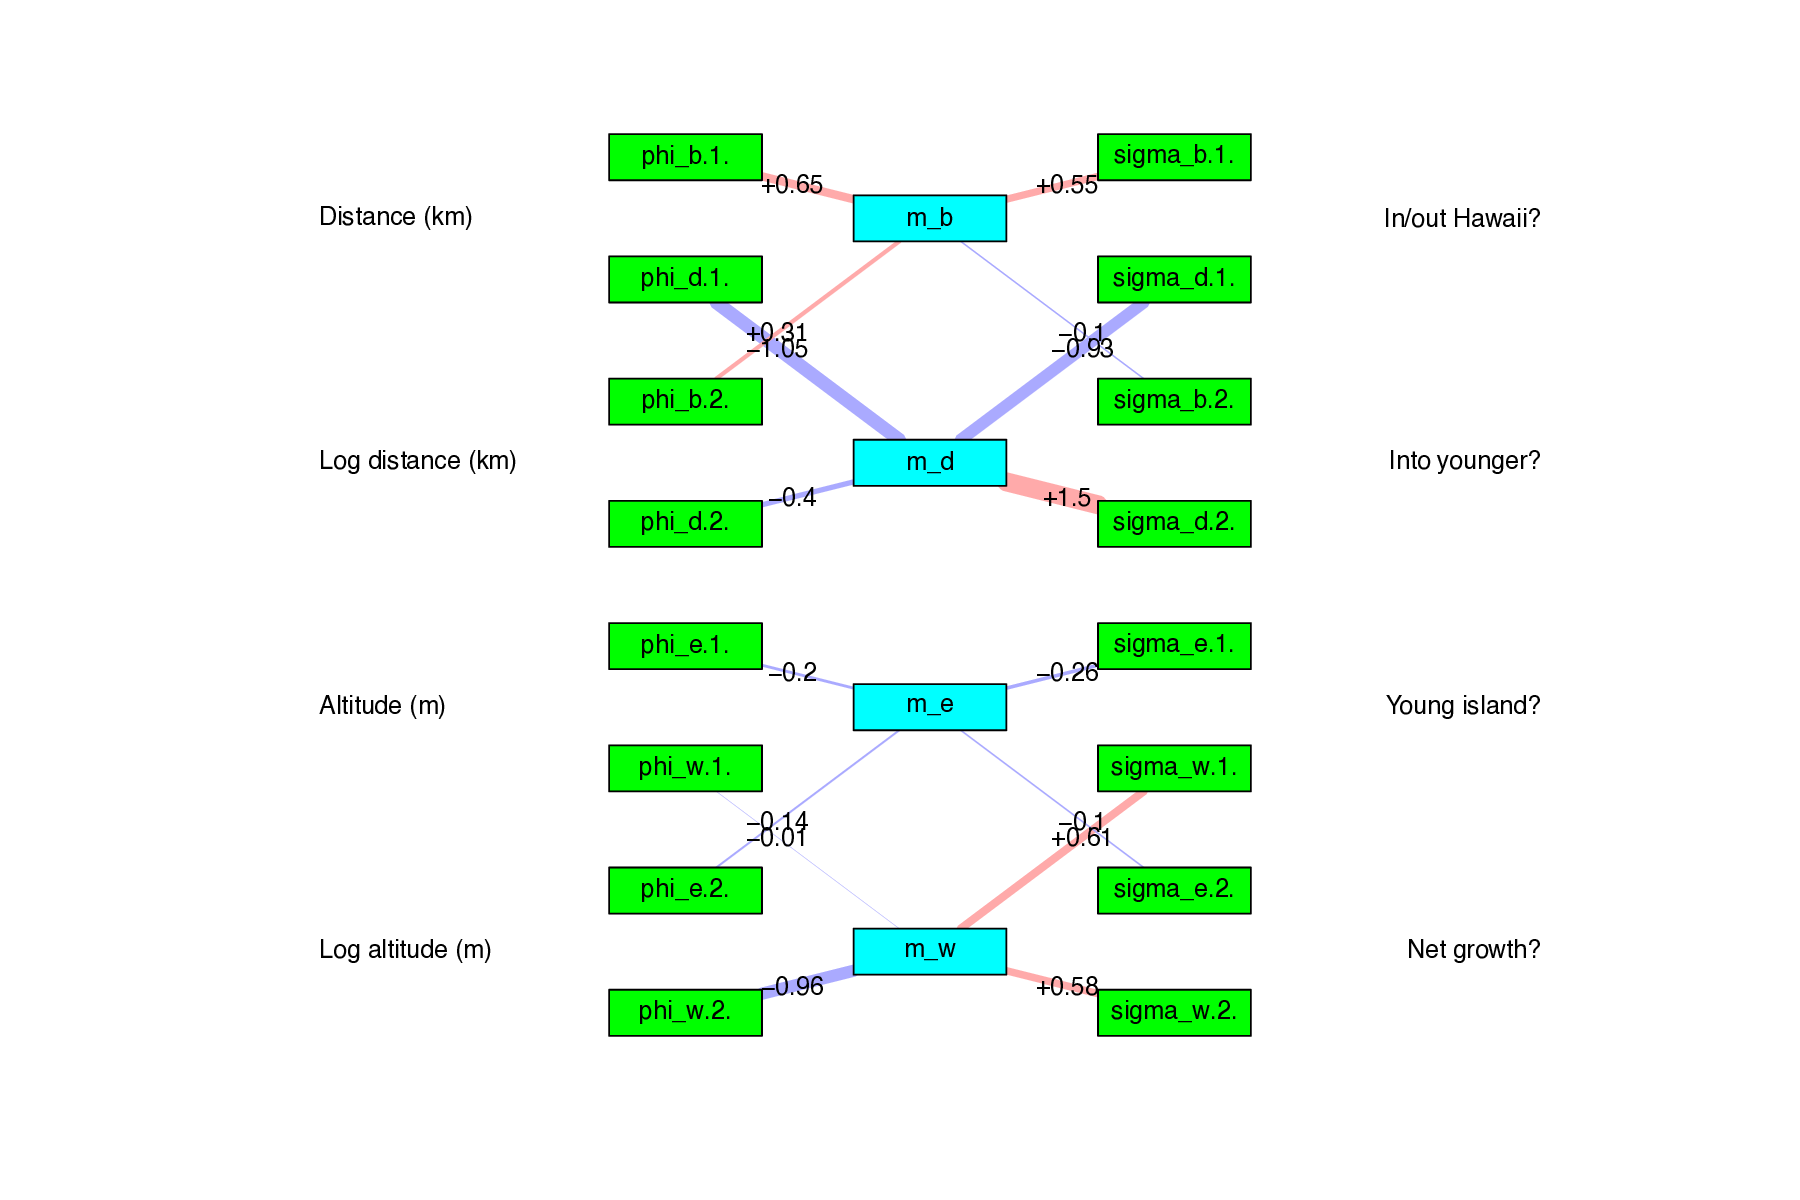 phi_b.1.
sigma_b.1.
+0.65
+0.55
Distance (km)
m_b
In/out Hawaii?
phi_d.1.
sigma_d.1.
+0.31
−0.1
−1.05
−0.93
phi_b.2.
sigma_b.2.
Log distance (km)
m_d
Into younger?
−0.4
+1.5
phi_d.2.
sigma_d.2.
phi_e.1.
sigma_e.1.
−0.2
−0.26
Altitude (m)
m_e
Young island?
phi_w.1.
sigma_w.1.
−0.14
−0.1
−0.01
+0.61
phi_e.2.
sigma_e.2.
Log altitude (m)
m_w
Net growth?
−0.96
+0.58
phi_w.2.
sigma_w.2.